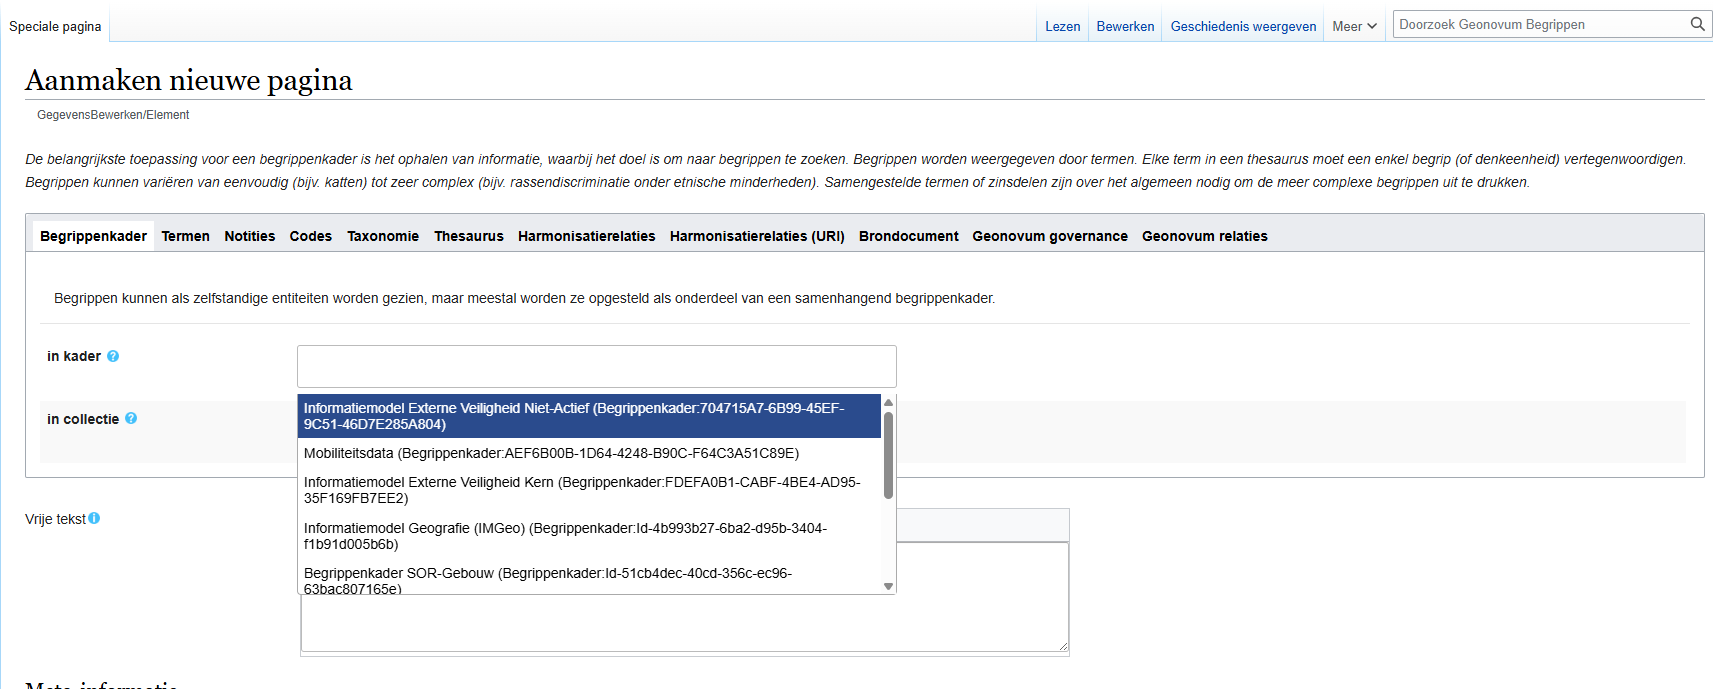 Speciale pagina
Lezen Bewerken Geschiedenis weergeven Meer Doorzoek Geonovum Begrippen
Aanmaken nieuwe pagina
GegevensBewerken/Element
De belangrijkste toepassing voor een begrippenkader is het ophalen van informatie, waarbij het doel is om naar begrippen te zoeken. Begrippen worden weergegeven door termen. Elke term in een thesaurus moet een enkel begrip (of denkeenheid) vertegenwoordigen.
Begrippen kunnen variëren van eenvoudig (bijv. katten) tot zeer complex (bijv. rassendiscriminatie onder etnische minderheden). Samengestelde termen of zinsdelen zijn over het algemeen nodig om de meer complexe begrippen uit te drukken.
Begrippenkader Termen Notities Codes Taxonomie Thesaurus Harmonisatierelaties Harmonisatierelaties (URI) Brondocument Geonovum governance Geonovum relaties
Begrippen kunnen als zelfstandige entiteiten worden gezien, maar meestal worden ze opgesteld als onderdeel van een samenhangend begrippenkader.
in kader ?
Informatiemodel Externe Veiligheid Niet-Actief (Begrippenkader:704715A7-6B99-45EF-
9C51-46D7E285A804)
in collectie ?
Mobiliteitsdata (Begrippenkader:AEF6B00B-1D64-4248-B90C-F64C3A51C89E)
Informatiemodel Externe Veiligheid Kern (Begrippenkader:FDEFA0B1-CABF-4BE4-AD95-
35F169FB7EE2)
Vrije tekst
Informatiemodel Geografie (IMGeo) (Begrippenkader:Id-4b993b27-6ba2-d95b-3404-
f1b91d005b6b)
Begrippenkader SOR-Gebouw (Begrippenkader:Id-51cb4dec-40cd-356c-ec96-
63bac807165e)
Meta-informatie